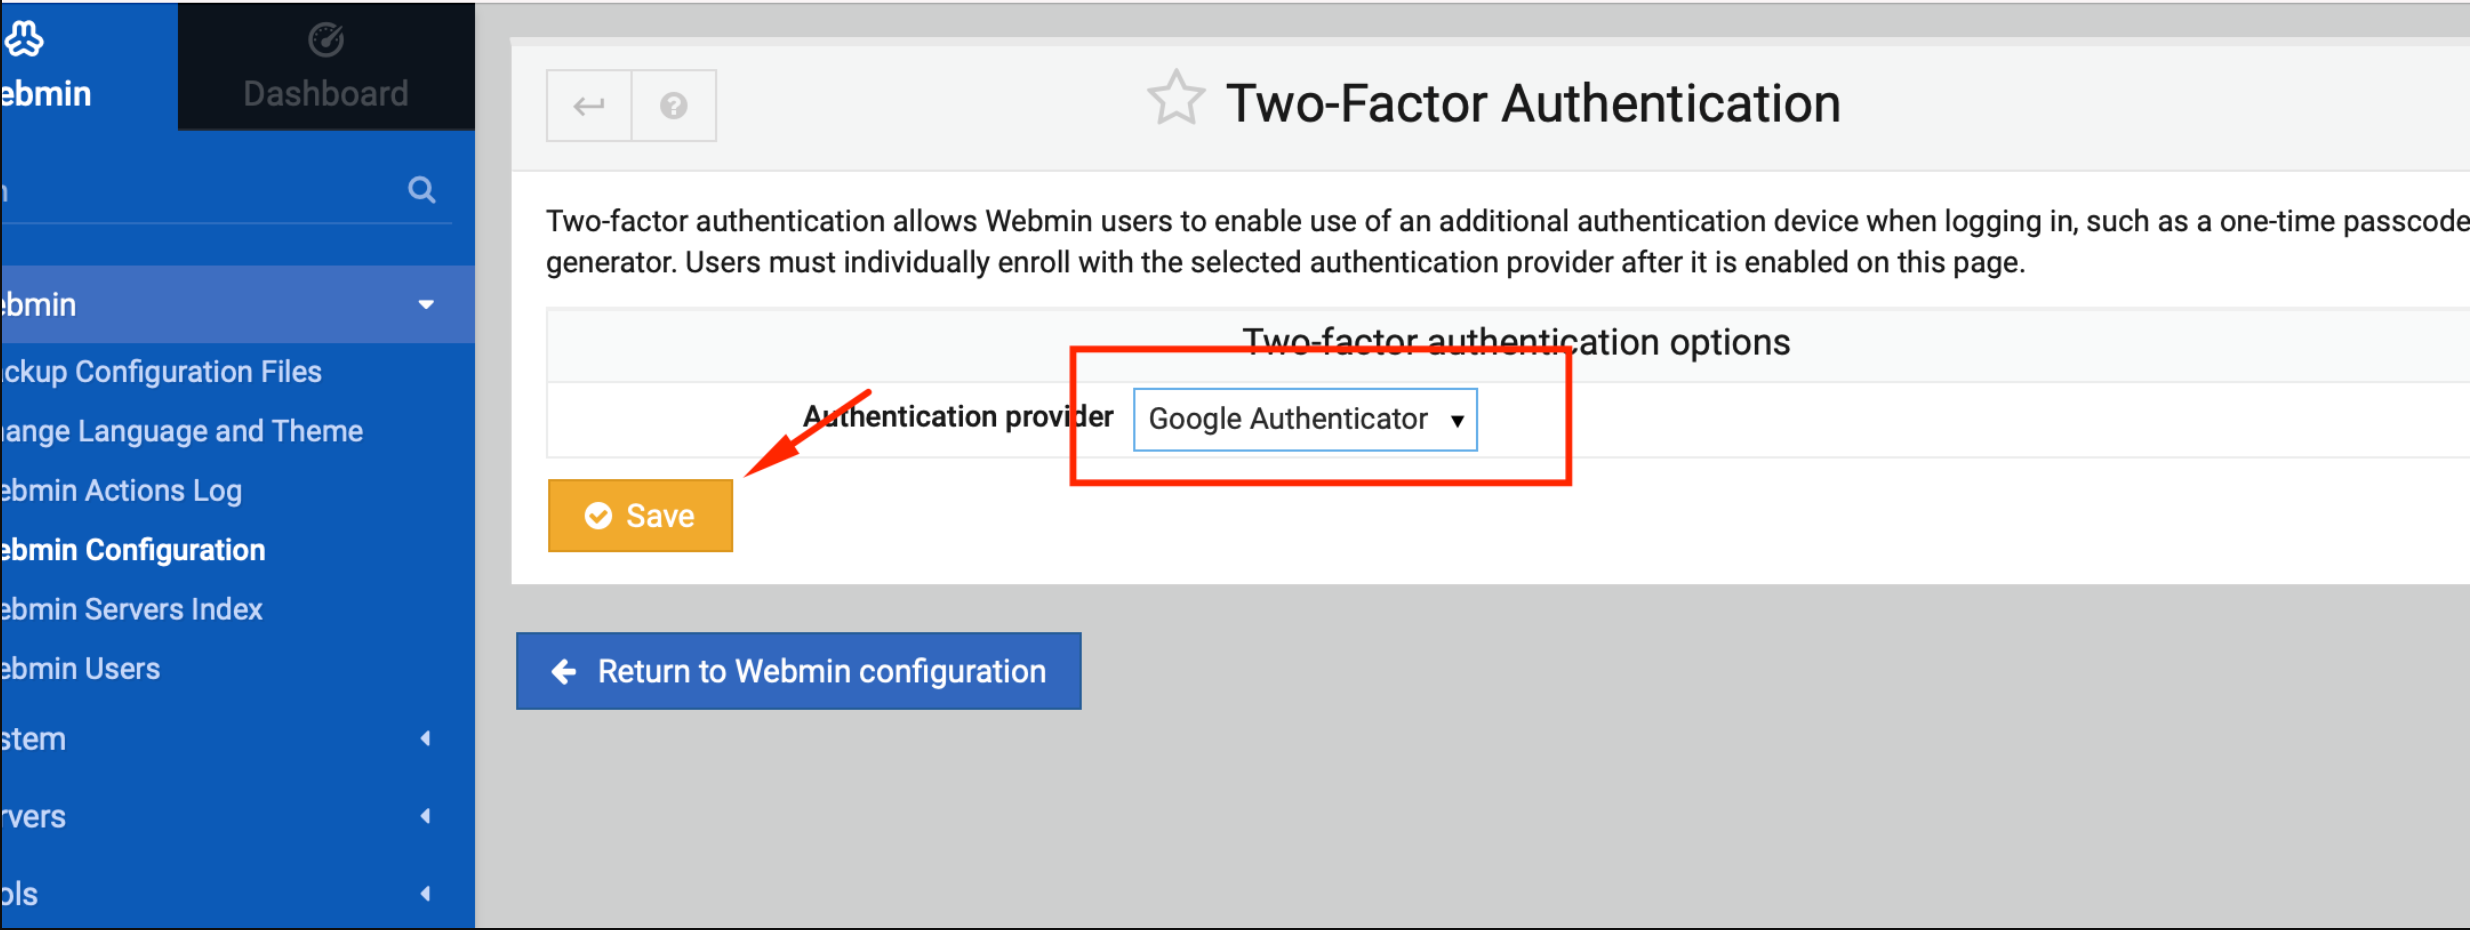 ebmin
Dashboard
Two-Factor Authentication
Two-factor authentication allows Webmin users to enable use of an additional authentication device when logging in, such as a one-time passcode
generator. Users must individually enroll with the selected authentication provider after it is enabled on this page.
ebmin
Two-factor authentication options
ckup Configuration Files
Authentication provider Google Authenticator
ange Language and Theme
ebmin Actions Log
Save
ebmin Configuration
ebmin Servers Index
ebmin Users
Return to Webmin configuration
stem
rvers
ols